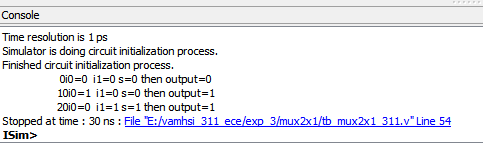 Console
Time resolution is 1 ps
Simulator is doing circuit initialization process.
Finished circuit initialization process.
0i0=0 i1=0 s=0 then output=0
10i0=1 i1=0 s=0 then output=1
20i0=0 i1=1 s=1 then output=1
Stopped at time : 30 ns : File "E:/vamhsi_311_ece/exp_3/mux2x1/tb_mux2x1_311.v" Line 54
ISim>